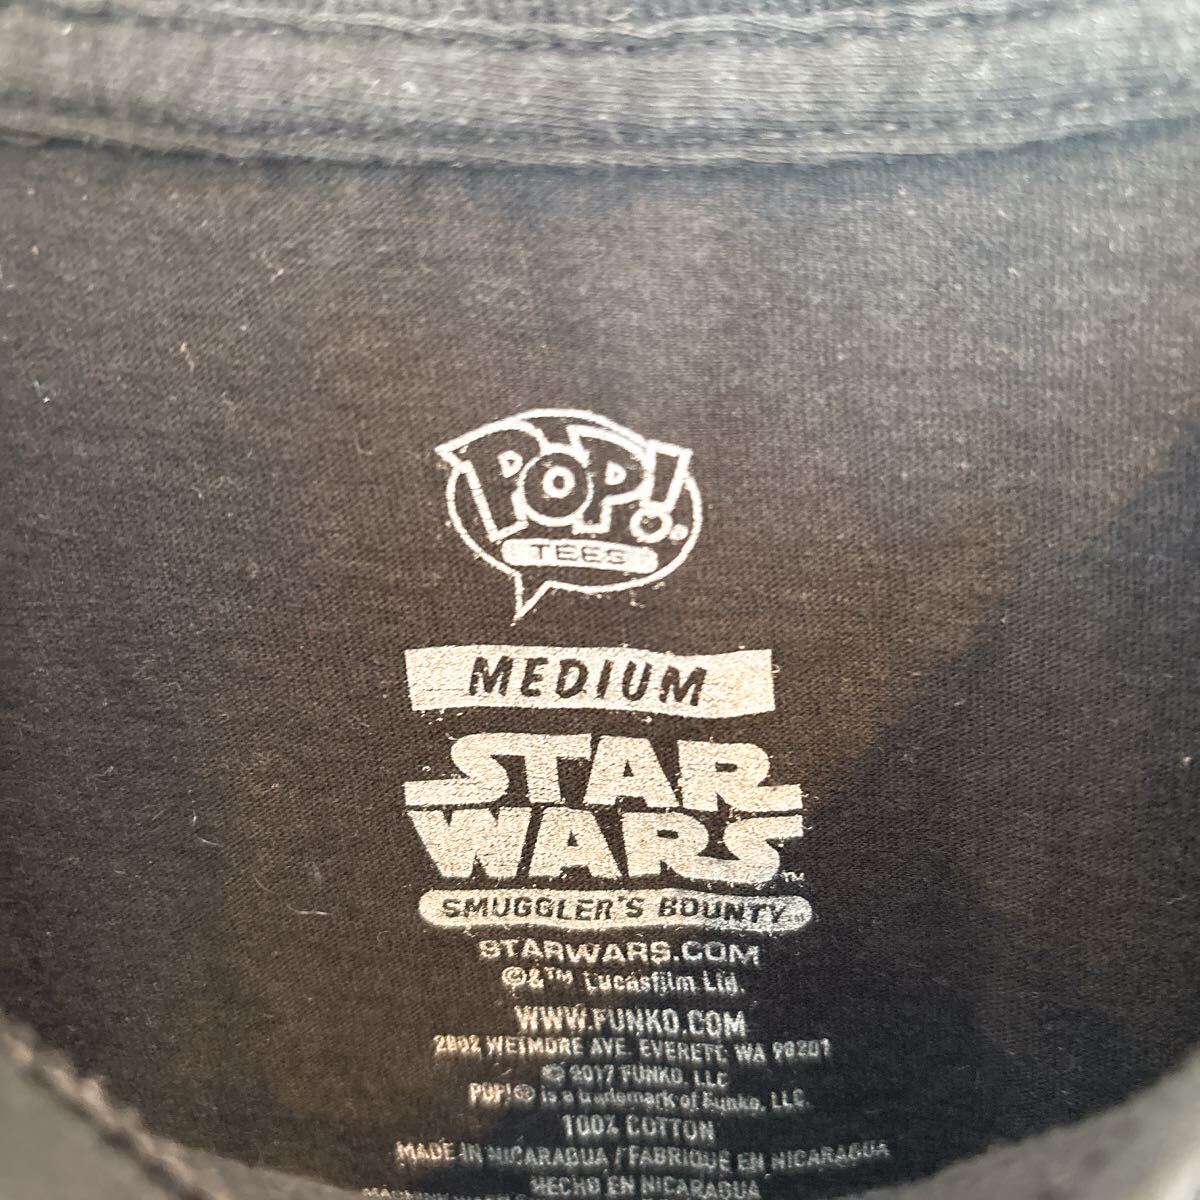 POP!
TEES
MEDIUM
STAR
WARS™
SMUGGLER'S BOUNTY
STARWARS.COM
©&™ Lucasfilm Ltd.
WWW.FUNKO.COM
2802 WETMORE AVE. EVERETT, WA 98201
© 2017 FUNKO, LLC
POP!® is a trademark of Funko, LLC.
100% COTTON
MADE IN NICARAGUA / FABRIQUE EN NICARAGUA
HECHO EN NICARAGUA